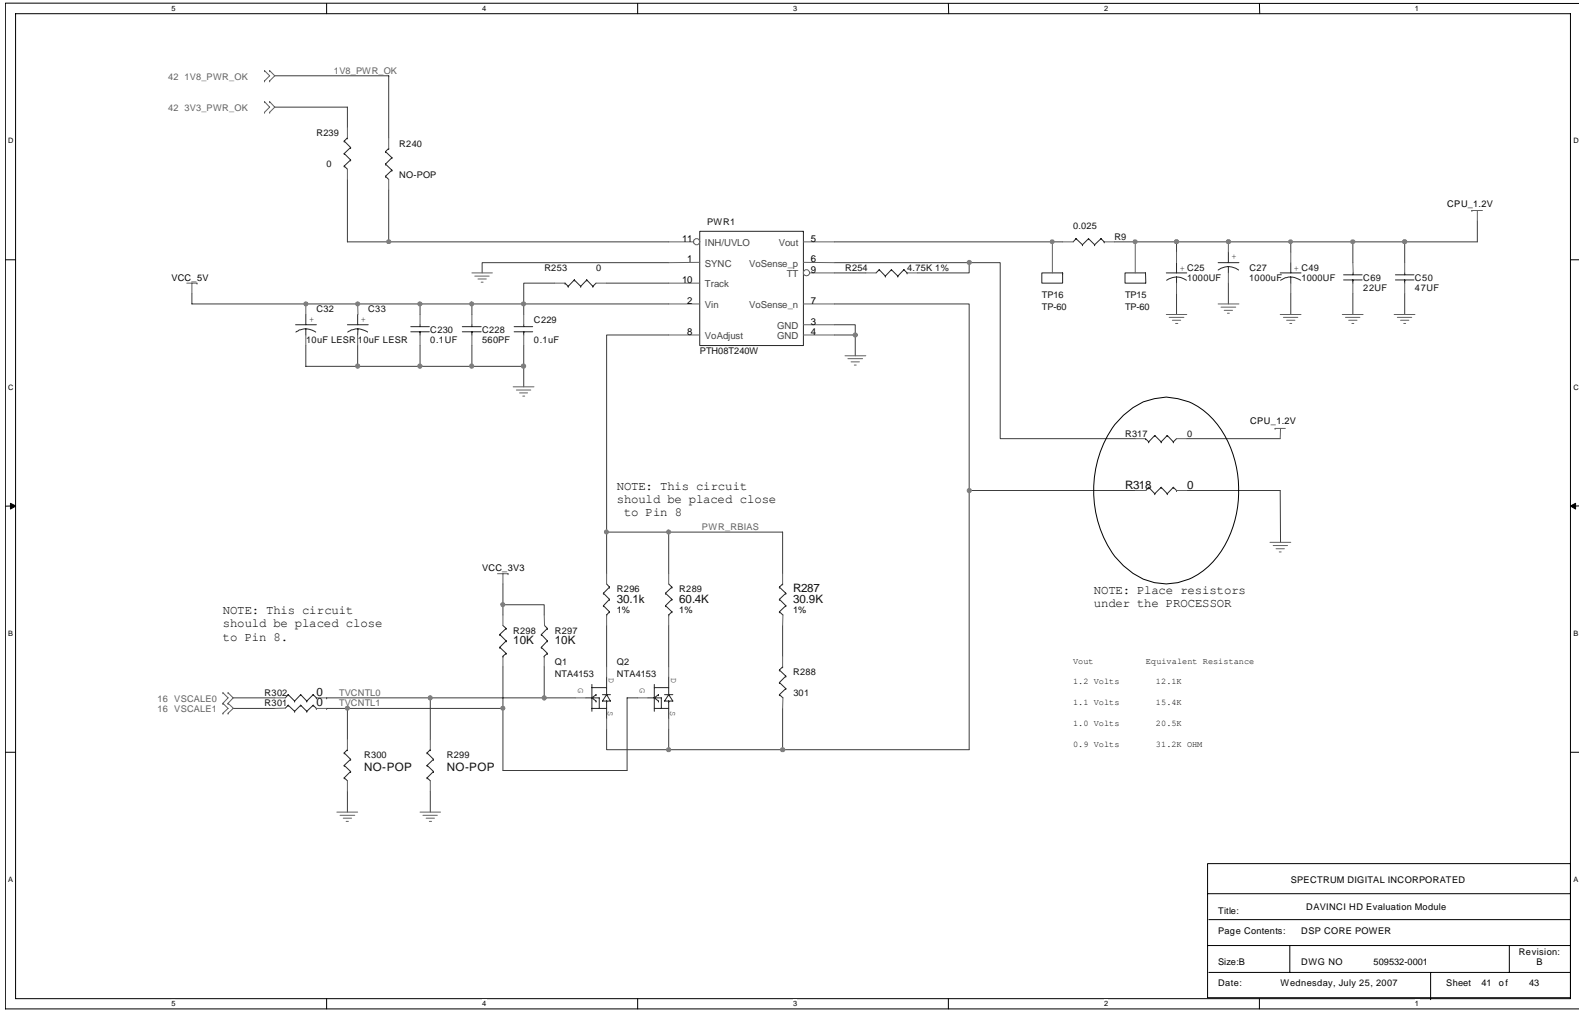 5 4 3 2 1
D
D
C
C
B
B
A
A
42 1V8_PWR_OK
1V8_PWR_OK
42 3V3_PWR_OK
R239
0
R240
NO-POP
PWR1
11 INH/UVLO
1 SYNC
10 Track
2 Vin
8 VoAdjust
Vout 5
VoSense_p 6
TT 9
VoSense_n 7
GND 3
GND 4
PTH08T240W
R253 0
VCC_5V
C32
10uF LESR
C33
10uF LESR
C230
0.1UF
C228
560PF
C229
0.1uF
R254 4.75K 1%
0.025
R9
TP16
TP-60
TP15
TP-60
C25
1000UF
C27
1000uF
C49
1000UF
C69
22UF
C50
47UF
CPU_1.2V
CPU_1.2V
R317 0
R318 0
NOTE: Place resistors
under the PROCESSOR
NOTE: This circuit
should be placed close
to Pin 8
PWR_RBIAS
VCC_3V3
R296
30.1k
1%
R289
60.4K
1%
R287
30.9K
1%
R298
10K
R297
10K
Q1
NTA4153
Q2
NTA4153
D
G
S
D
G
S
R288
301
NOTE: This circuit
should be placed close
to Pin 8.
16 VSCALE0
R302 0 TVCNTL0
16 VSCALE1
R301 0 TVCNTL1
R300
NO-POP
R299
NO-POP
Vout Equivalent Resistance
1.2 Volts 12.1K
1.1 Volts 15.4K
1.0 Volts 20.5K
0.9 Volts 31.2K OHM
SPECTRUM DIGITAL INCORPORATED
Title: DAVINCI HD Evaluation Module
Page Contents: DSP CORE POWER
Size:B DWG NO 509532-0001 Revision: B
Date: Wednesday, July 25, 2007 Sheet 41 of 43
5 4 3 2 1